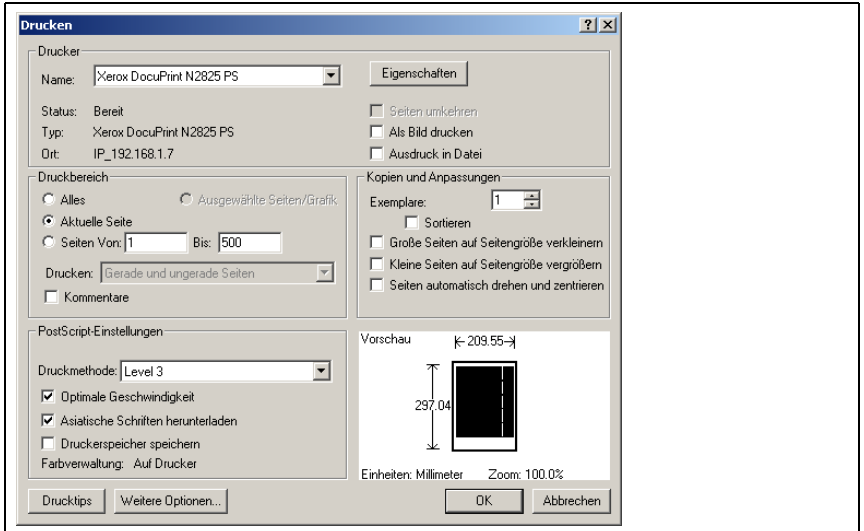 Drucken
Drucker
Name: Xerox DocuPrint N2825 PS
Eigenschaften
Status: Bereit
Seiten umkehren
Typ: Xerox DocuPrint N2825 PS
Als Bild drucken
Ort: IP_192.168.1.7
Ausdruck in Datei
Druckbereich
Alles
Ausgewählte Seiten/Grafik
Aktuelle Seite
Seiten Von: 1 Bis: 500
Drucken: Gerade und ungerade Seiten
Kommentare
Kopien und Anpassungen
Exemplare: 1
Sortieren
Große Seiten auf Seitengröße verkleinern
Kleine Seiten auf Seitengröße vergrößern
Seiten automatisch drehen und zentrieren
PostScript-Einstellungen
Druckmethode: Level 3
Optimale Geschwindigkeit
Asiatische Schriften herunterladen
Druckerspeicher speichern
Farbverwaltung: Auf Drucker
Vorschau
209.55
297.04
Einheiten: Millimeter Zoom: 100.0%
Drucktips
Weitere Optionen...
OK
Abbrechen